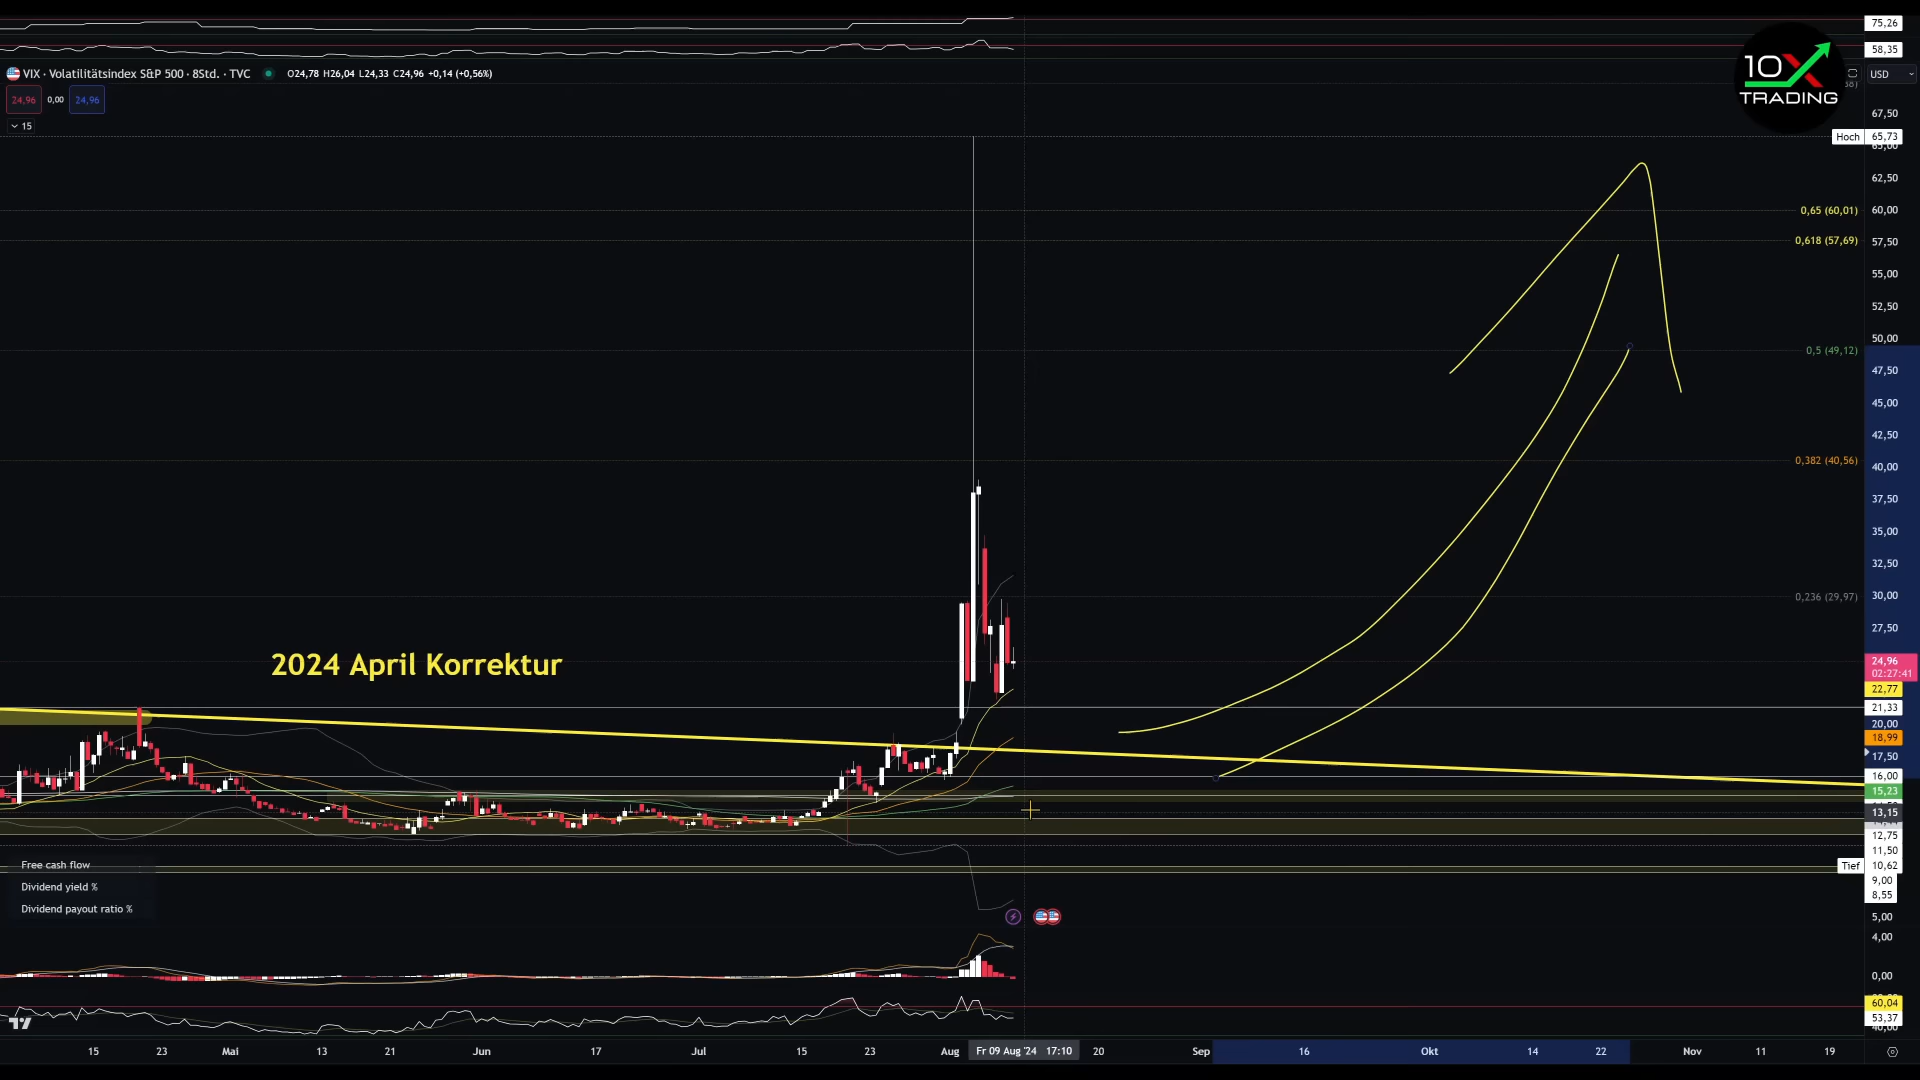 75,26
58,35
10X
TRADING
VIX · Volatilitätsindex S&P 500 · 8Std. · TVC O24,78 H26,04 L24,33 C24,96 +0,14 (+0,56%)
USD
24,96 0,00 24,96
15
67,50
Hoch 65,73
65,00
62,50
0,65 (60,01) 60,00
0,618 (57,69) 57,50
55,00
52,50
50,00
0,5 (49,12)
47,50
45,00
42,50
0,382 (40,56) 40,00
37,50
35,00
32,50
0,236 (29,97) 30,00
27,50
2024 April Korrektur
24,96
02:27:41
22,77
21,33
20,00
18,99
17,50
16,00
15,23
13,15
12,75
11,50
Free cash flow
Tief 10,62
9,00
Dividend yield %
8,55
Dividend payout ratio %
5,00
4,00
0,00
60,04
53,37
40,00
15 23 Mai 13 21 Jun 17 Jul 15 23 Aug Fr 09 Aug '24 17:10 20 Sep 16 Okt 14 22 Nov 11 19